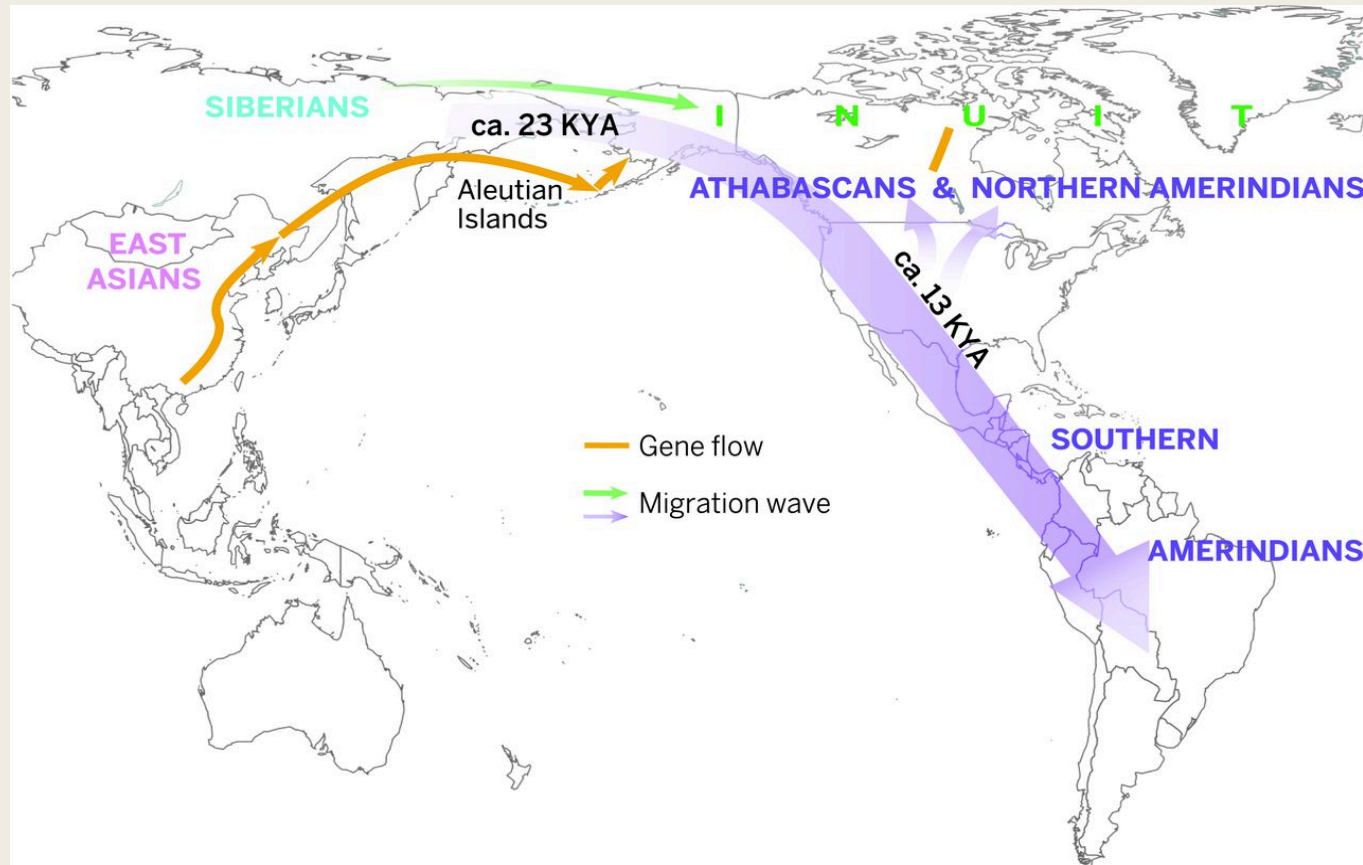 SIBERIANS
I N U I T
ca. 23 KYA
ATHABASCANS & NORTHERN AMERINDIANS
Aleutian
Islands
EAST
ASIANS
ca. 13 KYA
Gene flow
SOUTHERN
Migration wave
AMERINDIANS